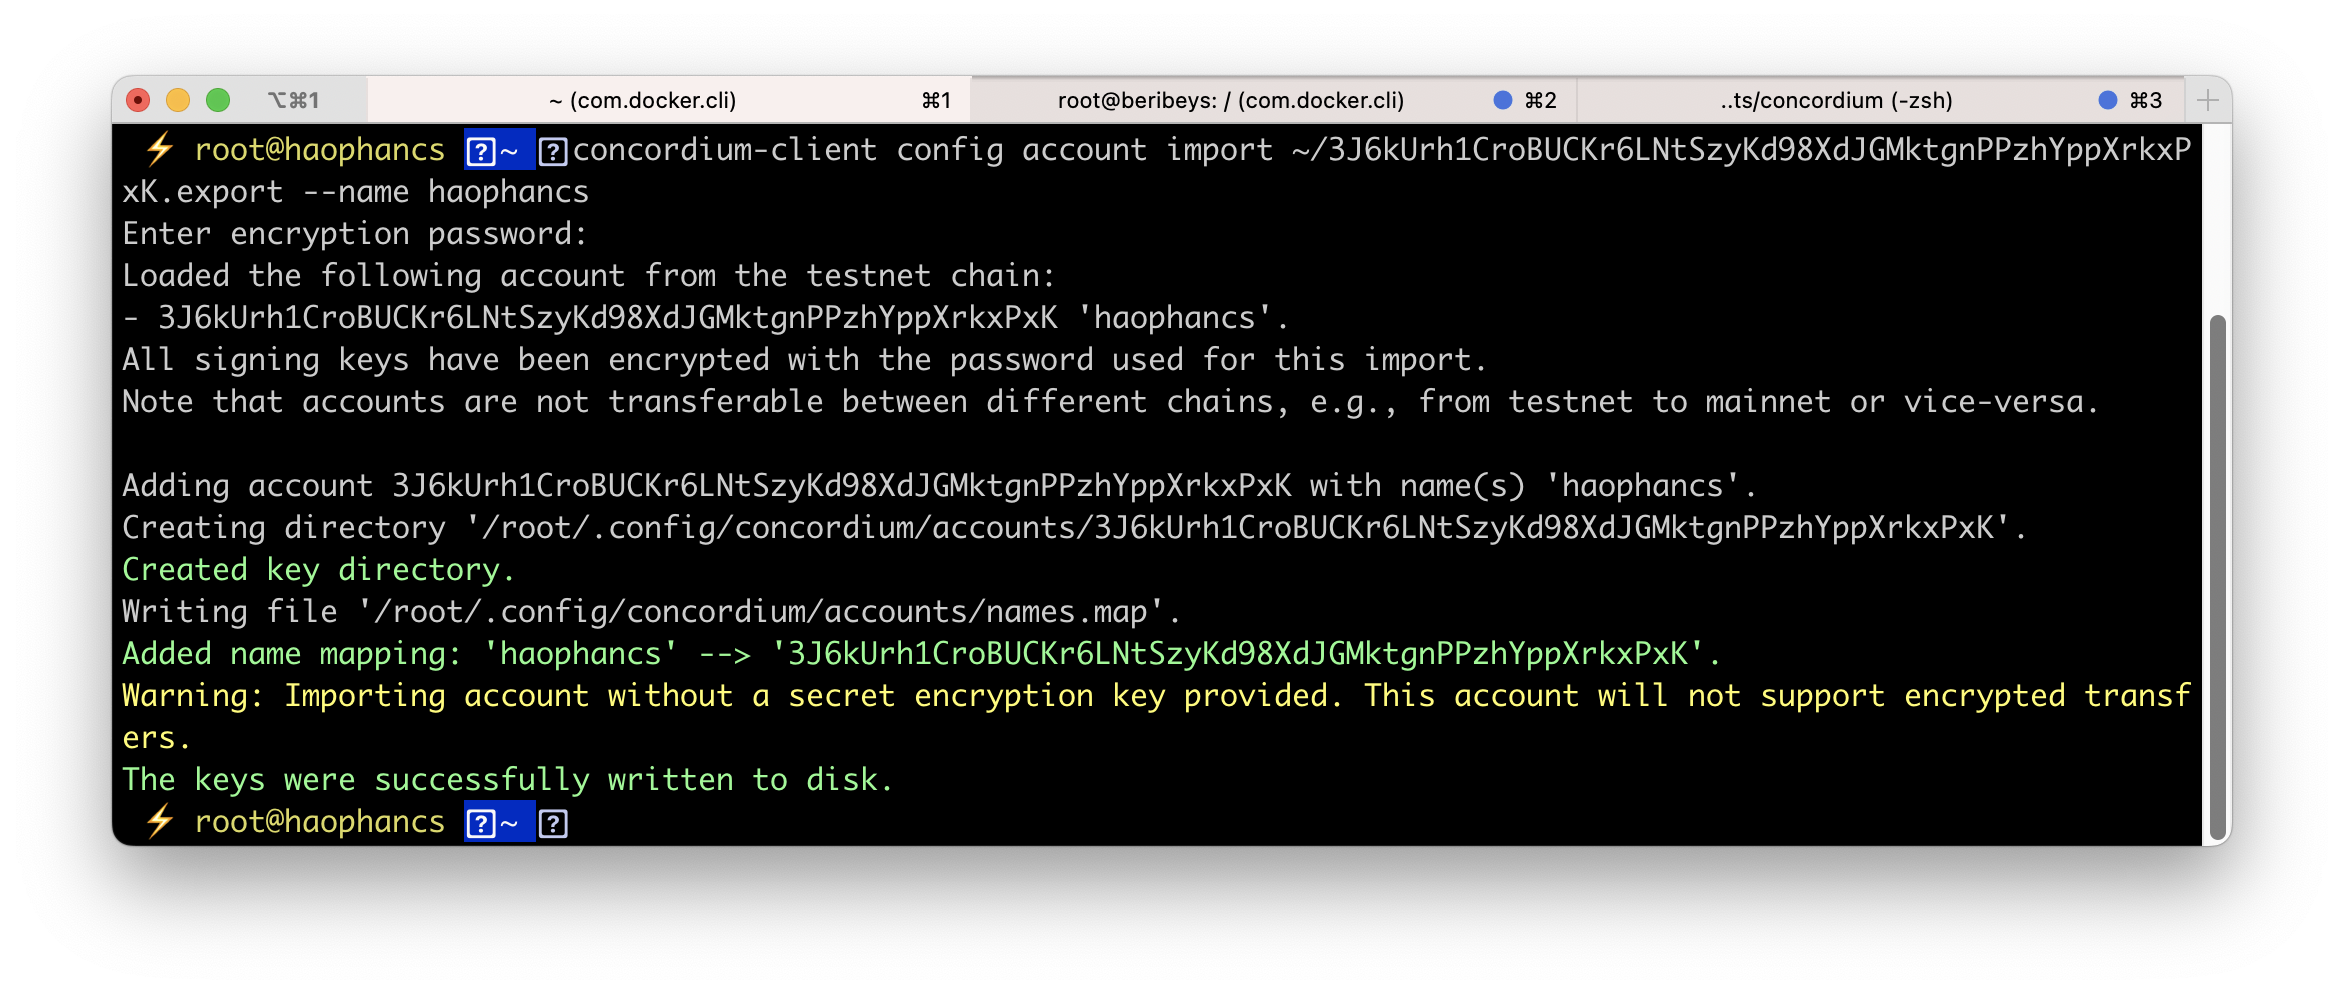 ⌥⌘1 ~ (com.docker.cli) ⌘1 root@beribeys: / (com.docker.cli) ⌘2 ..ts/concordium (-zsh) ⌘3
⚡ root@haophancs ~ concordium-client config account import ~/3J6kUrh1CroBUCKr6LNtSzyKd98XdJGMktgnPPzhYppXrkxP
xK.export --name haophancs
Enter encryption password:
Loaded the following account from the testnet chain:
- 3J6kUrh1CroBUCKr6LNtSzyKd98XdJGMktgnPPzhYppXrkxPxK 'haophancs'.
All signing keys have been encrypted with the password used for this import.
Note that accounts are not transferable between different chains, e.g., from testnet to mainnet or vice-versa.
Adding account 3J6kUrh1CroBUCKr6LNtSzyKd98XdJGMktgnPPzhYppXrkxPxK with name(s) 'haophancs'.
Creating directory '/root/.config/concordium/accounts/3J6kUrh1CroBUCKr6LNtSzyKd98XdJGMktgnPPzhYppXrkxPxK'.
Created key directory.
Writing file '/root/.config/concordium/accounts/names.map'.
Added name mapping: 'haophancs' --> '3J6kUrh1CroBUCKr6LNtSzyKd98XdJGMktgnPPzhYppXrkxPxK'.
Warning: Importing account without a secret encryption key provided. This account will not support encrypted transf
ers.
The keys were successfully written to disk.
⚡ root@haophancs ~